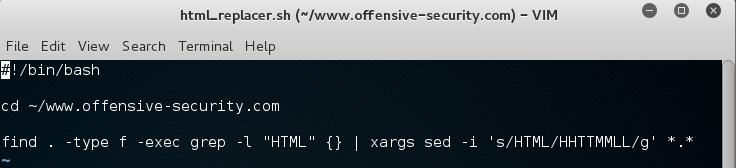 html_replacer.sh (~/www.offensive-security.com) – VIM
File Edit View Search Terminal Help
#!/bin/bash
cd ~/www.offensive-security.com
find . -type f -exec grep -l "HTML" {} | xargs sed -i 's/HTML/HHTTMMLL/g' *.*
~